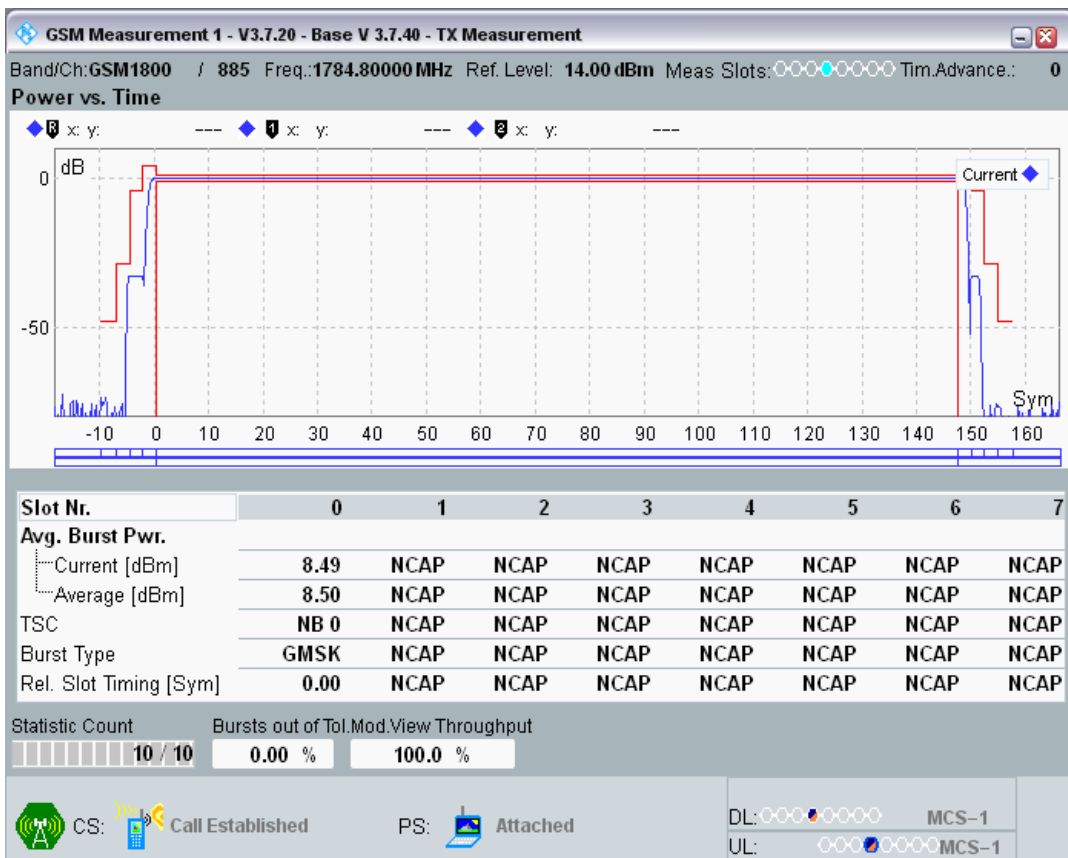 GSM Measurement 1 - V3.7.20 - Base V 3.7.40 - TX Measurement
Band/Ch:GSM1800 / 885 Freq.:1784.80000 MHz Ref. Level: 14.00 dBm Meas Slots: Tim.Advance.: 0
Power vs. Time
R x: y: --- 1 x: y: --- 2 x: y: ---
dB
Current
0
-50
Sym
-10 0 10 20 30 40 50 60 70 80 90 100 110 120 130 140 150 160
Slot Nr. 0 1 2 3 4 5 6 7
Avg. Burst Pwr.
Current [dBm] 8.49 NCAP NCAP NCAP NCAP NCAP NCAP NCAP
Average [dBm] 8.50 NCAP NCAP NCAP NCAP NCAP NCAP NCAP
TSC NB 0 NCAP NCAP NCAP NCAP NCAP NCAP NCAP
Burst Type GMSK NCAP NCAP NCAP NCAP NCAP NCAP NCAP
Rel. Slot Timing [Sym] 0.00 NCAP NCAP NCAP NCAP NCAP NCAP NCAP
Statistic Count Bursts out of Tol.Mod.View Throughput
10 / 10 0.00 % 100.0 %
CS: Call Established PS: Attached
DL: MCS-1
UL: MCS-1